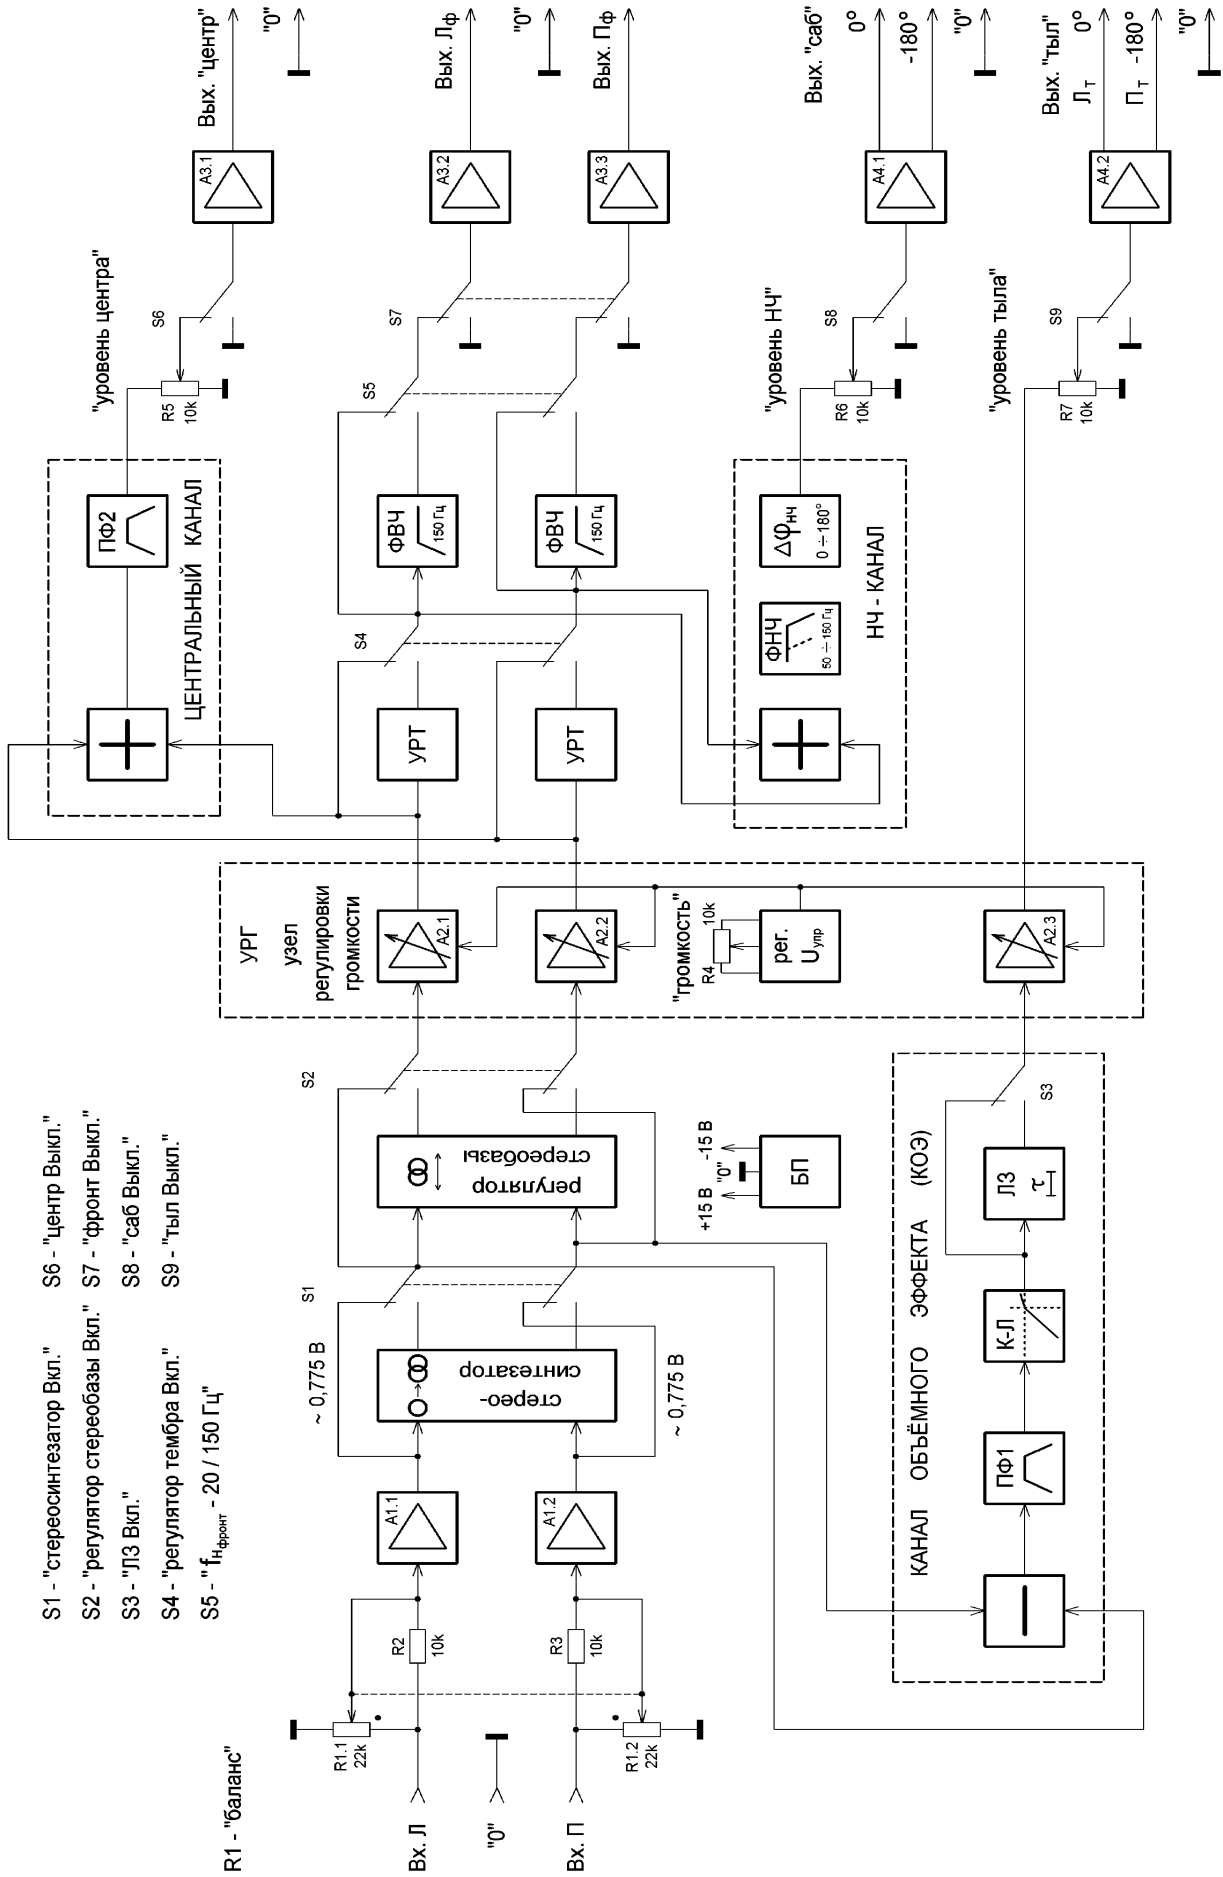 S1 - "стереосинтезатор Вкл."
S2 - "регулятор стереобазы Вкл."
S3 - "ЛЗ Вкл."
S4 - "регулятор тембра Вкл."
S5 - "fнфронт - 20 / 150 Гц"
S6 - "центр Выкл."
S7 - "фронт Выкл."
S8 - "саб Выкл."
S9 - "тыл Выкл."
R1 - "баланс"
R1.1
22k
Вх. Л
"0"
Вх. П
R1.2
22k
R2
10k
R3
10k
A1.1
A1.2
~ 0,775 В
~ 0,775 В
стерео-
синтезатор
S1
регулятор
стереобазы
S2
+15 В
"0"
-15 В
БП
КАНАЛ ОБЪЁМНОГО ЭФФЕКТА (КОЭ)
ПФ1
К-Л
ЛЗ
τ
S3
УРГ
узел
регулировки
громкости
A2.1
A2.2
"громкость"
R4
10k
рег.
Uупр
A2.3
ЦЕНТРАЛЬНЫЙ КАНАЛ
ПФ2
УРТ
УРТ
S4
ФВЧ
150 Гц
ФВЧ
150 Гц
S5
S7
НЧ - КАНАЛ
ФНЧ
50 ÷ 150 Гц
ΔφНЧ
0 ÷ 180°
"уровень центра"
R5
10k
S6
"уровень НЧ"
R6
10k
S8
"уровень тыла"
R7
10k
S9
A3.1
A3.2
A3.3
A4.1
A4.2
Вых. "центр"
"0"
Вых. Лф
"0"
Вых. Пф
Вых. "саб"
0°
-180°
"0"
Вых. "тыл"
Лт 0°
Пт -180°
"0"